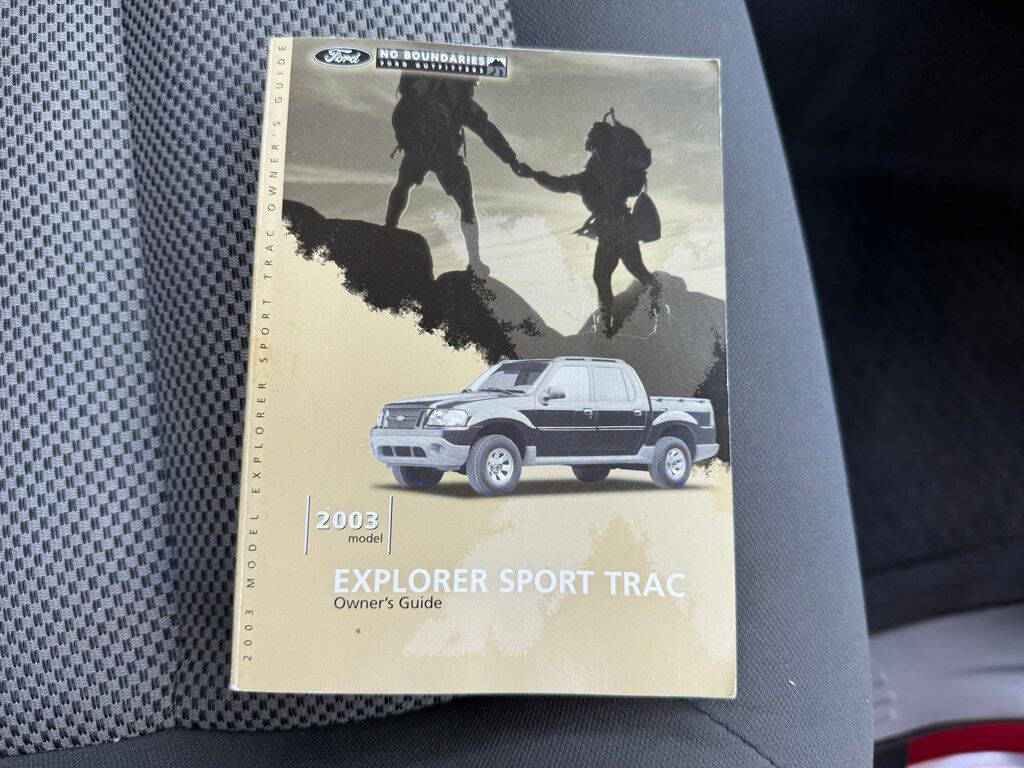 Ford
NO BOUNDARIES
FORD OUTFITTERS
2003
model
EXPLORER SPORT TRAC
Owner's Guide
2003 MODEL EXPLORER SPORT TRAC OWNER'S GUIDE